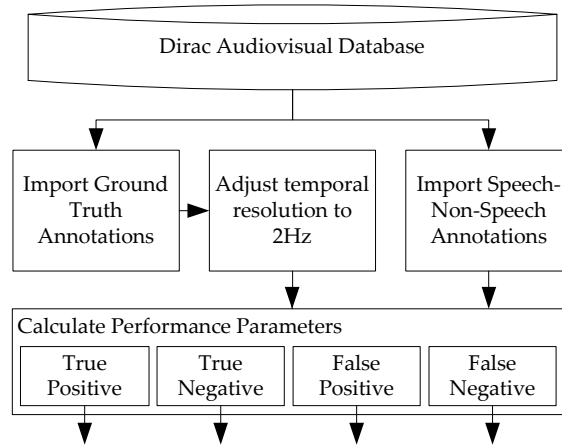 Dirac Audiovisual Database
Import Ground
Truth
Annotations
Adjust temporal
resolution to
2Hz
Import Speech-
Non-Speech
Annotations
Calculate Performance Parameters
True
Positive
True
Negative
False
Positive
False
Negative